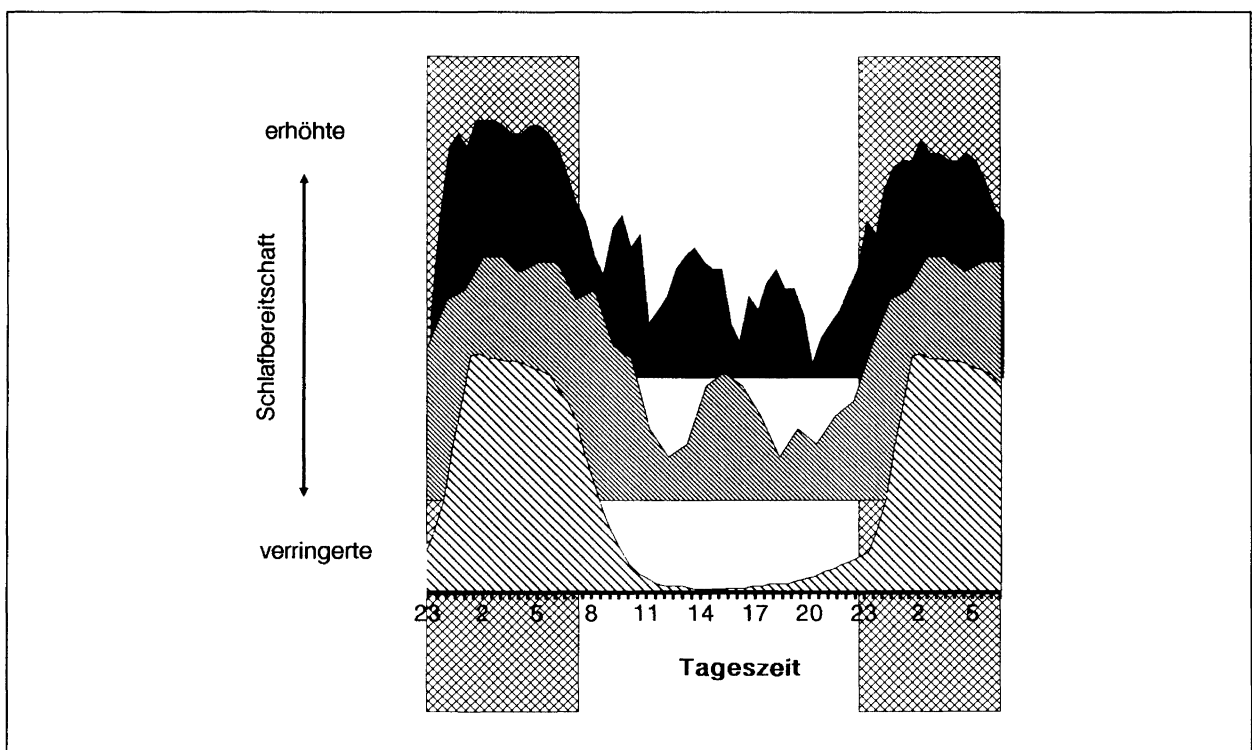 erhöhte
Schlafbereitschaft
verringerte
23 2 5 8 11 14 17 20 23 2 5
Tageszeit